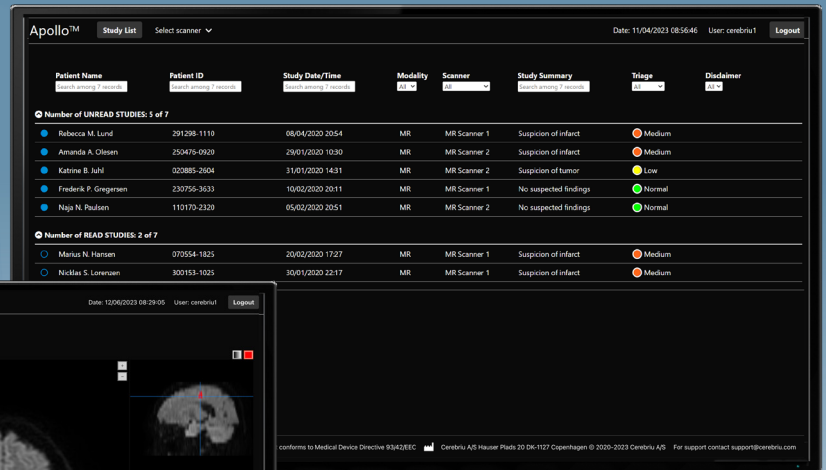 Apollo™ Study List Select scanner Date: 11/04/2023 08:56:46 User: cerebriu1 Logout
Patient Name Patient ID Study Date/Time Modality Scanner Study Summary Triage Disclaimer
Search among 7 records Search among 7 records Search among 7 records All All Search among 7 records All All
Number of UNREAD STUDIES: 5 of 7
Rebecca M. Lund 291298-1110 08/04/2020 20:54 MR MR Scanner 1 Suspicion of infarct Medium
Amanda A. Olesen 250476-0920 29/01/2020 10:30 MR MR Scanner 2 Suspicion of infarct Medium
Katrine B. Juhl 020885-2604 31/01/2020 14:31 MR MR Scanner 2 Suspicion of tumor Low
Frederik P. Gregersen 230756-3633 10/02/2020 20:11 MR MR Scanner 1 No suspected findings Normal
Naja N. Paulsen 110170-2320 05/02/2020 20:51 MR MR Scanner 2 No suspected findings Normal
Number of READ STUDIES: 2 of 7
Marius N. Hansen 070554-1825 20/02/2020 17:27 MR MR Scanner 1 Suspicion of infarct Medium
Nicklas S. Lorenzen 300153-1025 30/01/2020 22:17 MR MR Scanner 1 Suspicion of infarct Medium
Date: 12/06/2023 08:29:05 User: cerebriu1 Logout
conforms to Medical Device Directive 93/42/EEC Cerebriu A/S Hauser Plads 20 DK-1127 Copenhagen © 2020-2023 Cerebriu A/S For support contact support@cerebriu.com